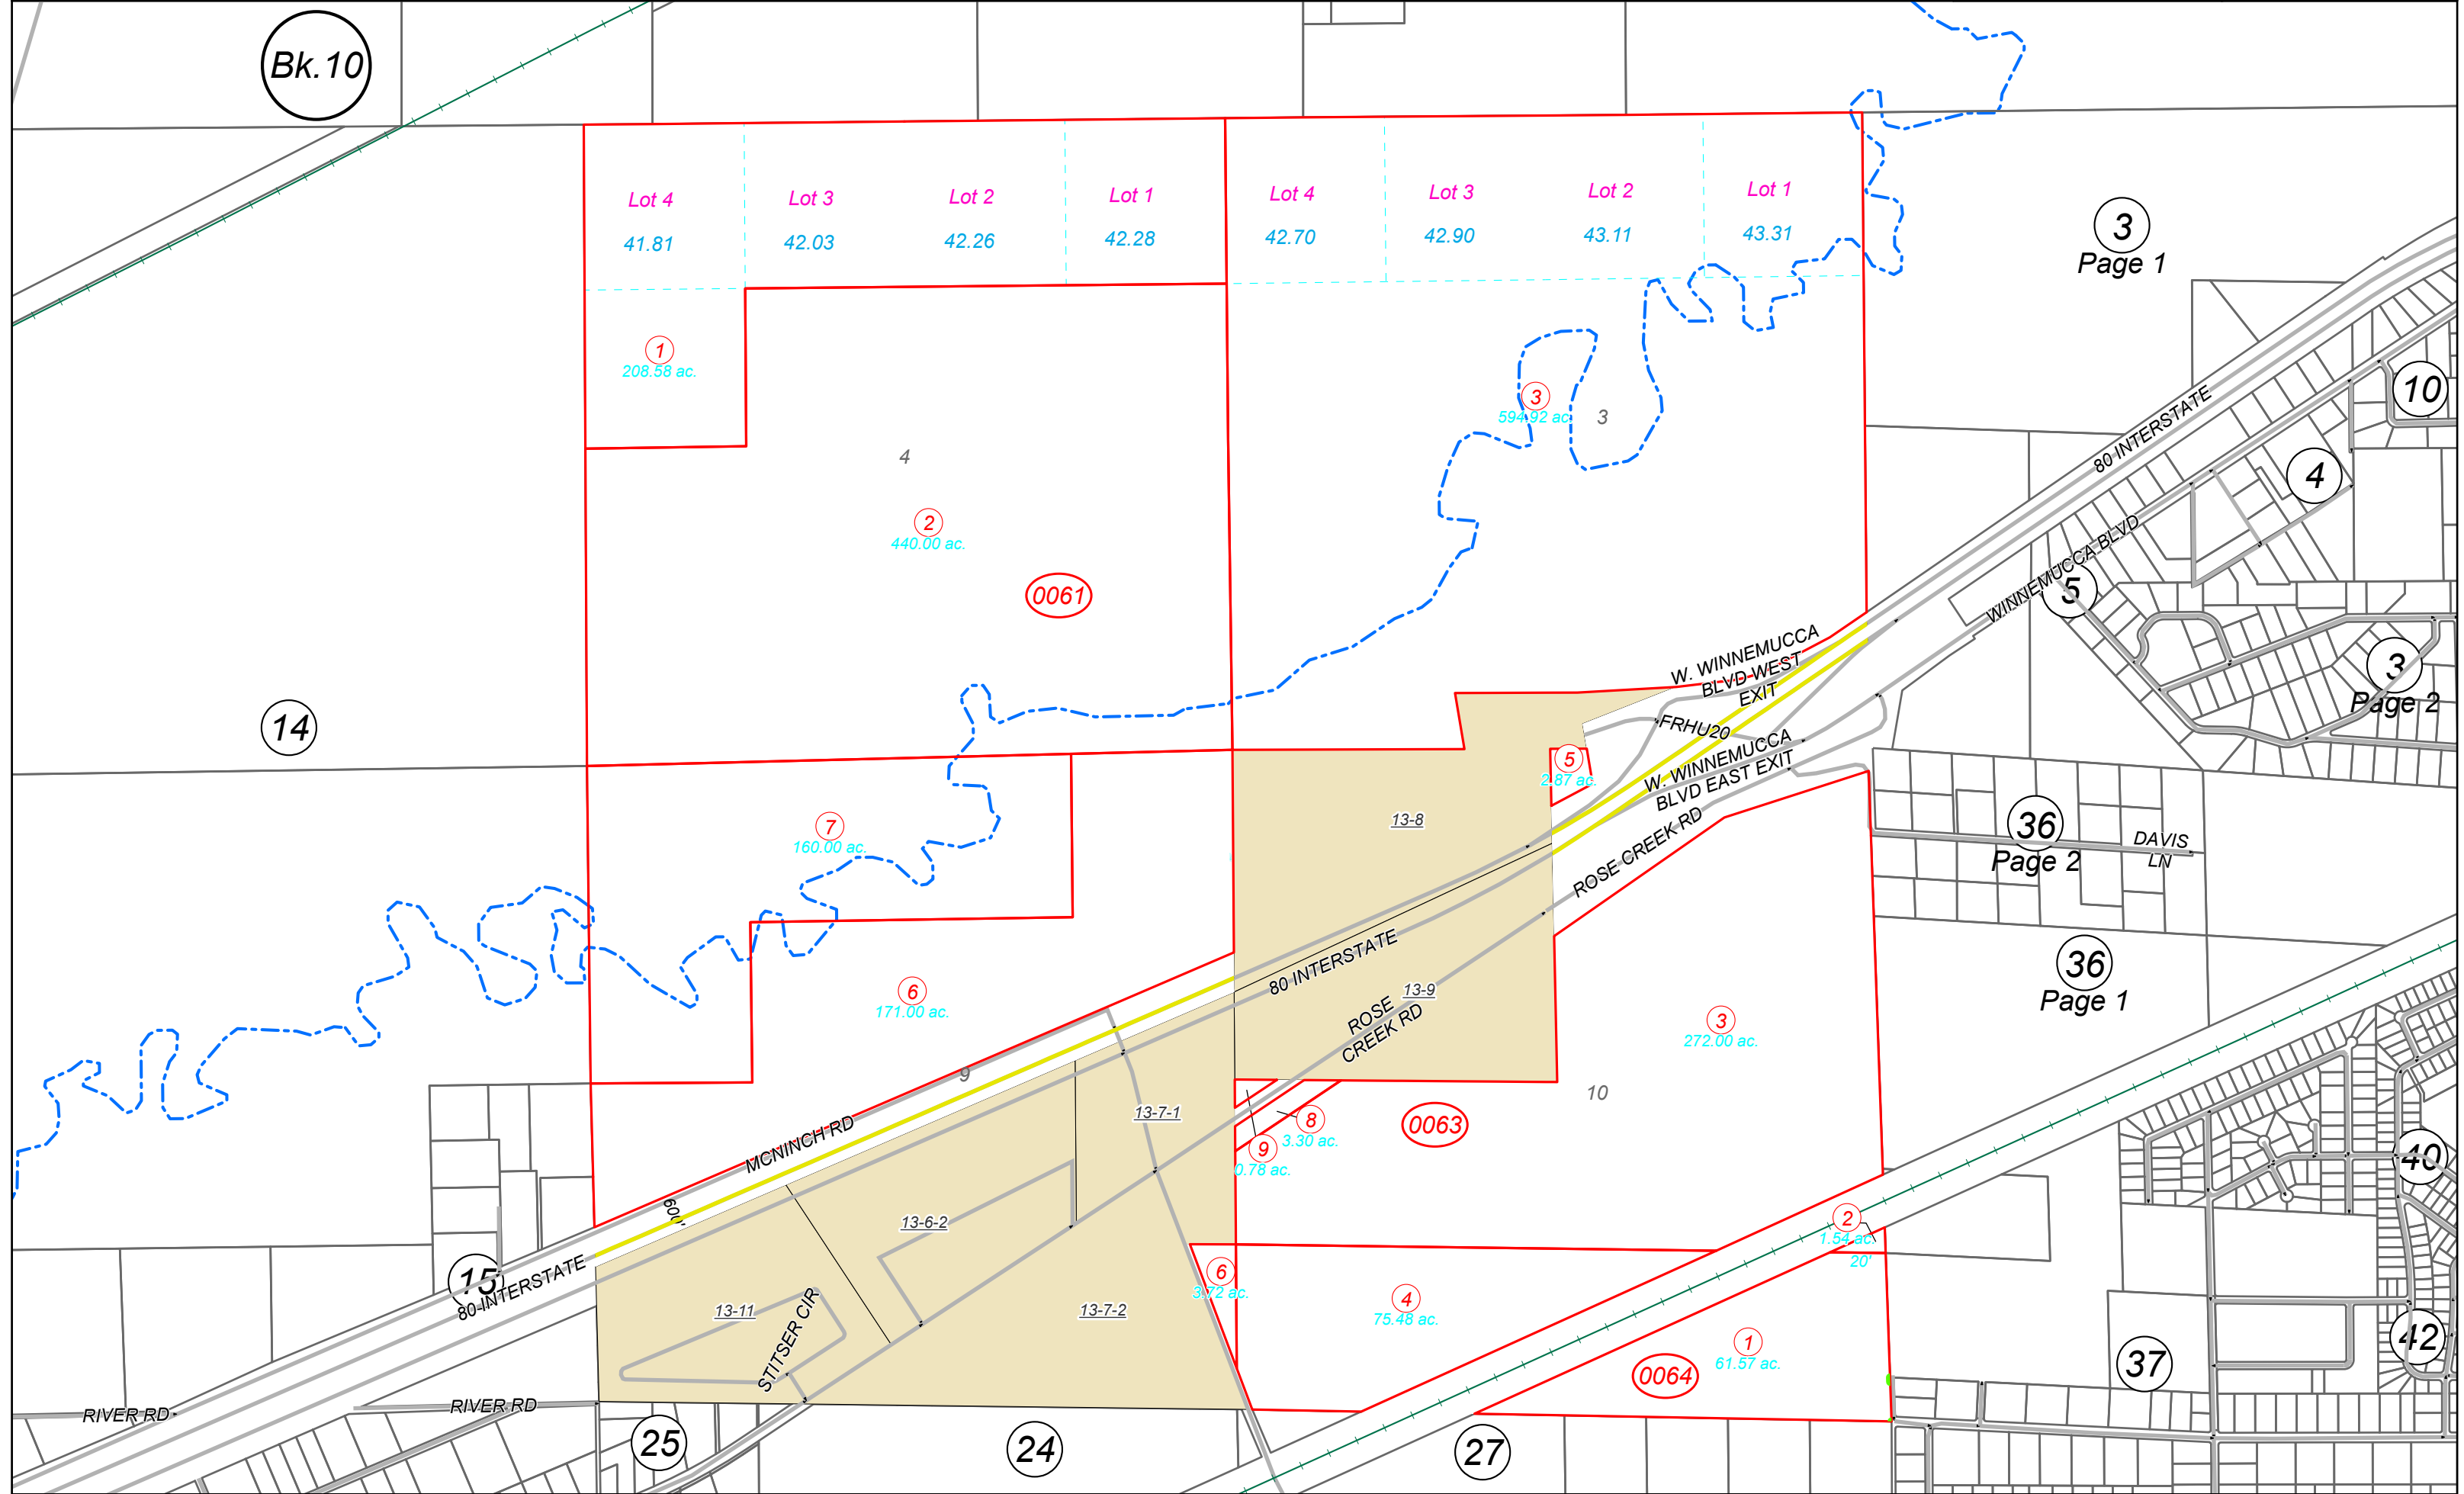 Bk.10
Lot 4
Lot 3
Lot 2
Lot 1
Lot 4
Lot 3
Lot 2
Lot 1
41.81
42.03
42.26
42.28
42.70
42.90
43.11
43.31
3
Page 1
1
208.58 ac.
3
594.92 ac.
3
10
4
4
80 INTERSTATE
2
440.00 ac.
0061
WINNEMUCCA BLVD
5
3
Page 2
W. WINNEMUCCA
BLVD WEST
EXIT
14
FRHU20
5
2.87 ac.
W. WINNEMUCCA
BLVD EAST EXIT
7
160.00 ac.
13-8
ROSE CREEK RD
36
Page 2
DAVIS
LN
80 INTERSTATE
6
171.00 ac.
13-9
ROSE
CREEK RD
36
Page 1
3
272.00 ac.
9
10
13-7-1
8
3.30 ac.
0063
9
0.78 ac.
MCNINCH RD
40
600'
13-6-2
2
1.54 ac.
20'
15
80 INTERSTATE
6
3.72 ac.
4
75.48 ac.
13-11
STITSER CIR
13-7-2
1
61.57 ac.
0064
37
42
RIVER RD
RIVER RD
25
24
27